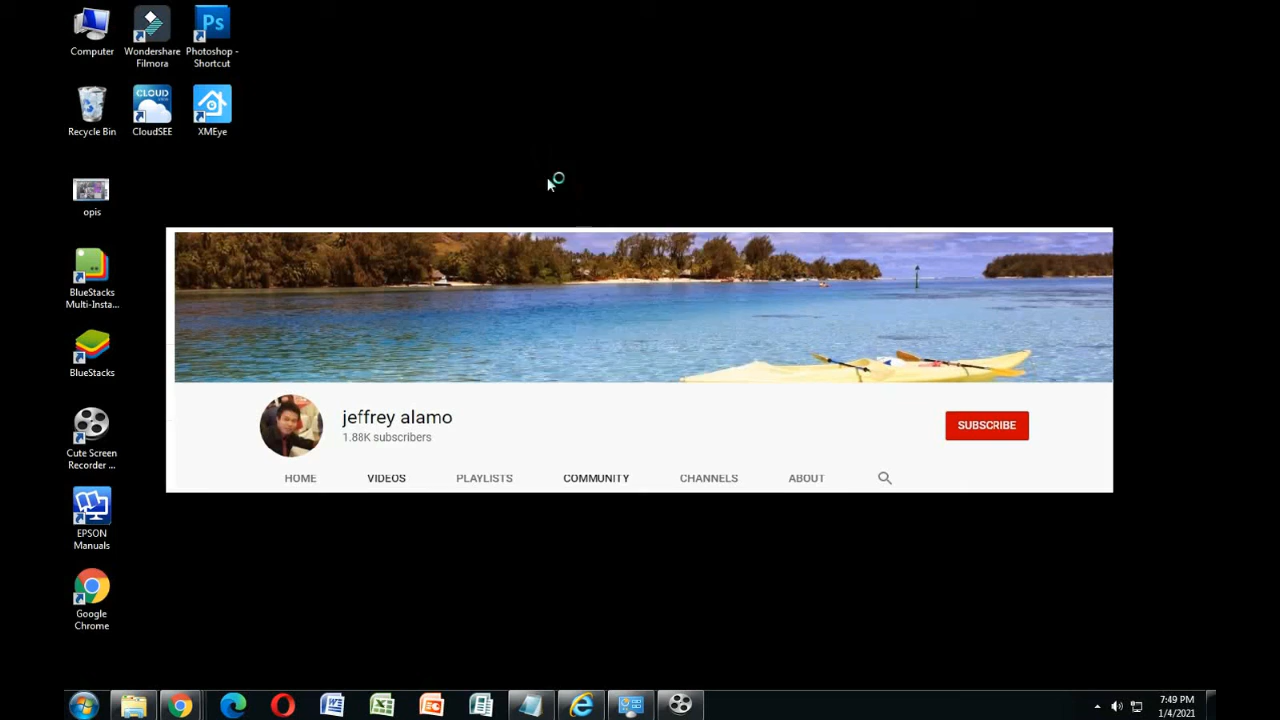 Computer
Wondershare
Filmora
Photoshop -
Shortcut
Ps
Recycle Bin
CLOUD
CloudSEE
XMEye
opis
BlueStacks
Multi-Insta...
BlueStacks
Cute Screen
Recorder ...
EPSON
Manuals
Google
Chrome
jeffrey alamo
1.88K subscribers
SUBSCRIBE
HOME
VIDEOS
PLAYLISTS
COMMUNITY
CHANNELS
ABOUT
7:49 PM
1/4/2021